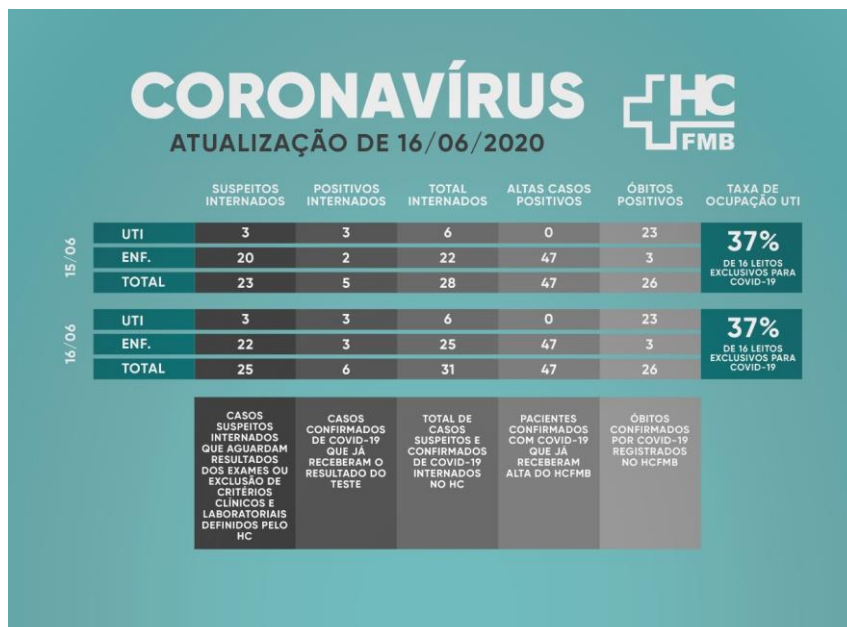 CORONAVÍRUS
HC
FMB
ATUALIZAÇÃO DE 16/06/2020
SUSPEITOS INTERNADOS POSITIVOS INTERNADOS TOTAL INTERNADOS ALTAS CASOS POSITIVOS ÓBITOS POSITIVOS TAXA DE OCUPAÇÃO UTI
15/06
UTI 3 3 6 0 23
ENF. 20 2 22 47 3
TOTAL 23 5 28 47 26
37%
DE 16 LEITOS
EXCLUSIVOS PARA
COVID-19
16/06
UTI 3 3 6 0 23
ENF. 22 3 25 47 3
TOTAL 25 6 31 47 26
37%
DE 16 LEITOS
EXCLUSIVOS PARA
COVID-19
CASOS
SUSPEITOS
INTERNADOS
QUE AGUARDAM
RESULTADOS
DOS EXAMES OU
EXCLUSÃO DE
CRITÉRIOS
CLÍNICOS E
LABORATORIAIS
DEFINIDOS PELO
HC
CASOS
CONFIRMADOS
DE COVID-19
QUE JÁ
RECEBERAM O
RESULTADO DO
TESTE
TOTAL DE
CASOS
SUSPEITOS E
CONFIRMADOS
DE COVID-19
INTERNADOS
NO HC
PACIENTES
CONFIRMADOS
COM COVID-19
QUE JÁ
RECEBERAM
ALTA DO HCFMB
ÓBITOS
CONFIRMADOS
POR COVID-19
REGISTRADOS
NO HCFMB